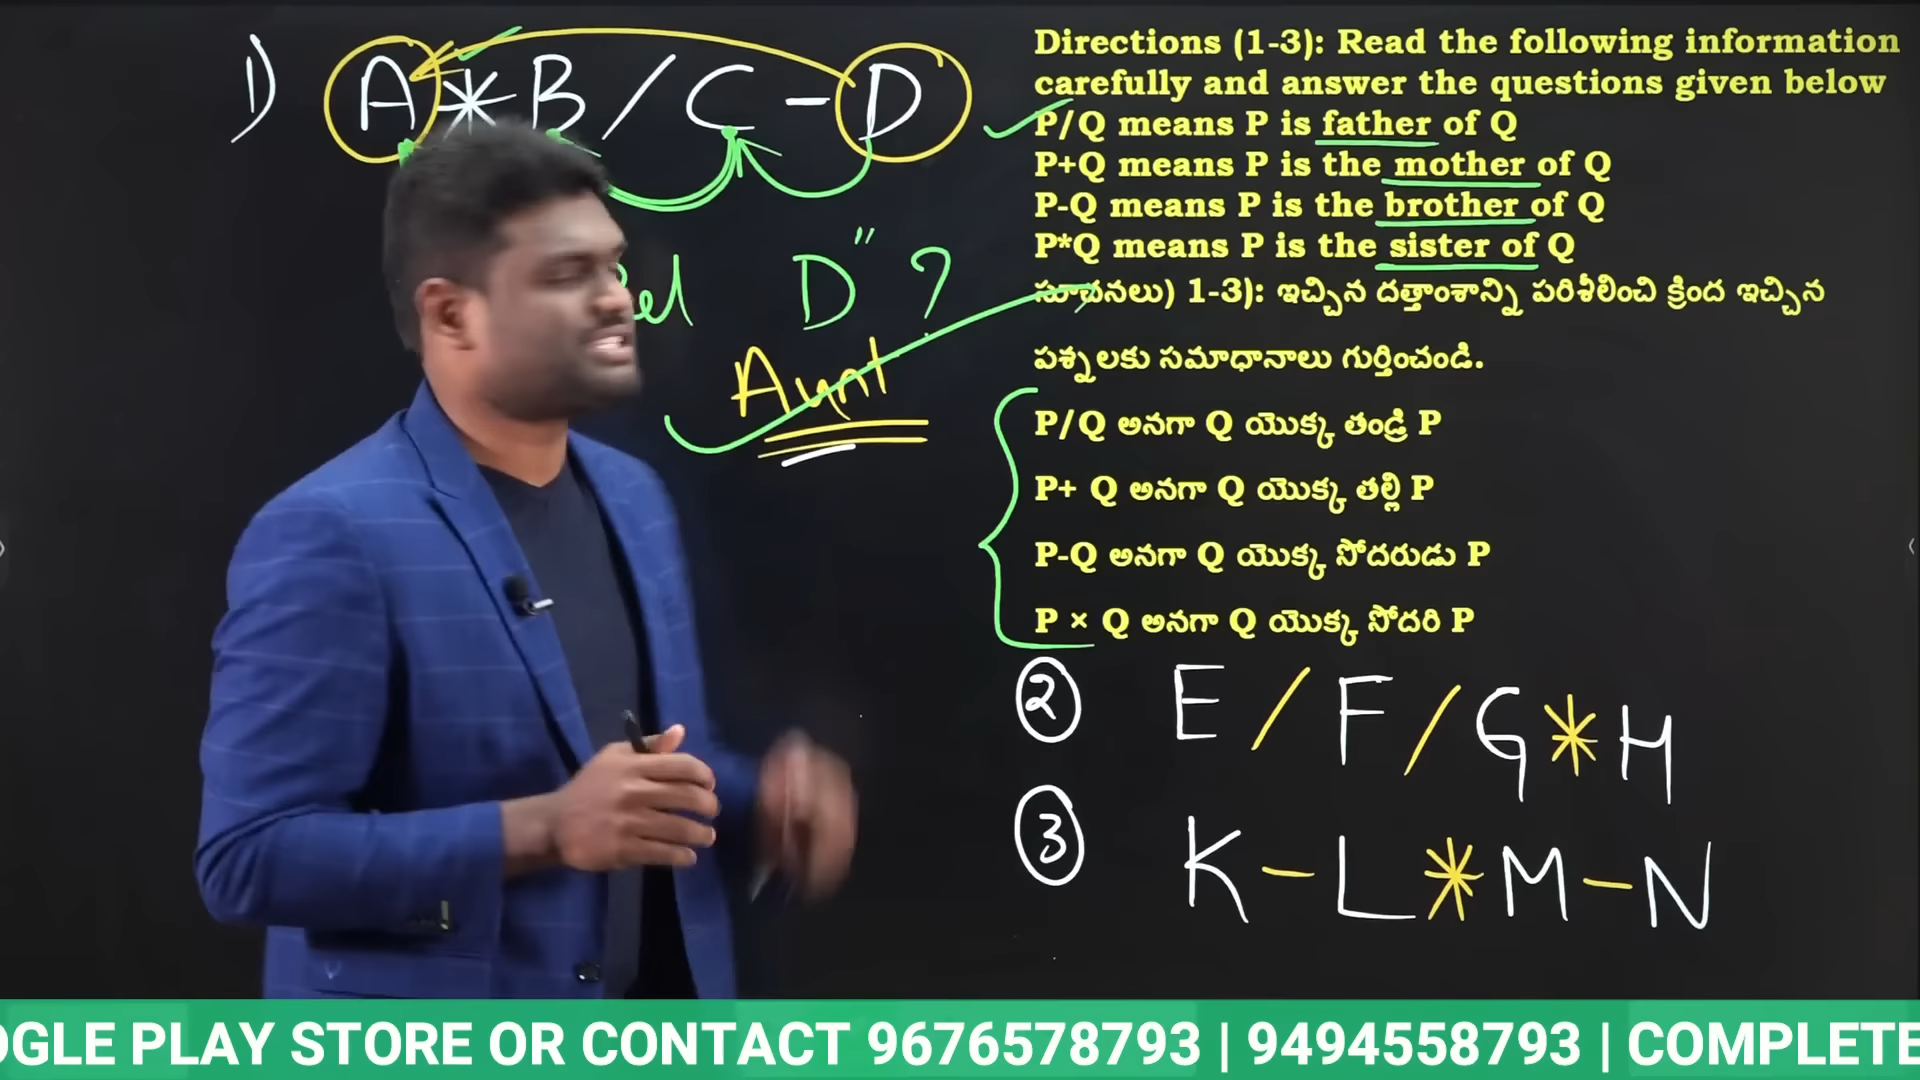 1) A * B / C - D
D" ?
Aunt
Directions (1-3): Read the following information
carefully and answer the questions given below
P/Q means P is father of Q
P+Q means P is the mother of Q
P-Q means P is the brother of Q
P*Q means P is the sister of Q
సూచనలు) 1-3): ఇచ్చిన దత్తాంశాన్ని పరిశీలించి క్రింద ఇచ్చిన
పశ్నలకు సమాధానాలు గుర్తించండి.
P/Q అనగా Q యొక్క తండ్రి P
P+ Q అనగా Q యొక్క తల్లి P
P-Q అనగా Q యొక్క సోదరుడు P
P × Q అనగా Q యొక్క సోదరి P
2 E / F / G * H
3 K - L * M - N
OGLE PLAY STORE OR CONTACT 9676578793 | 9494558793 | COMPLETE